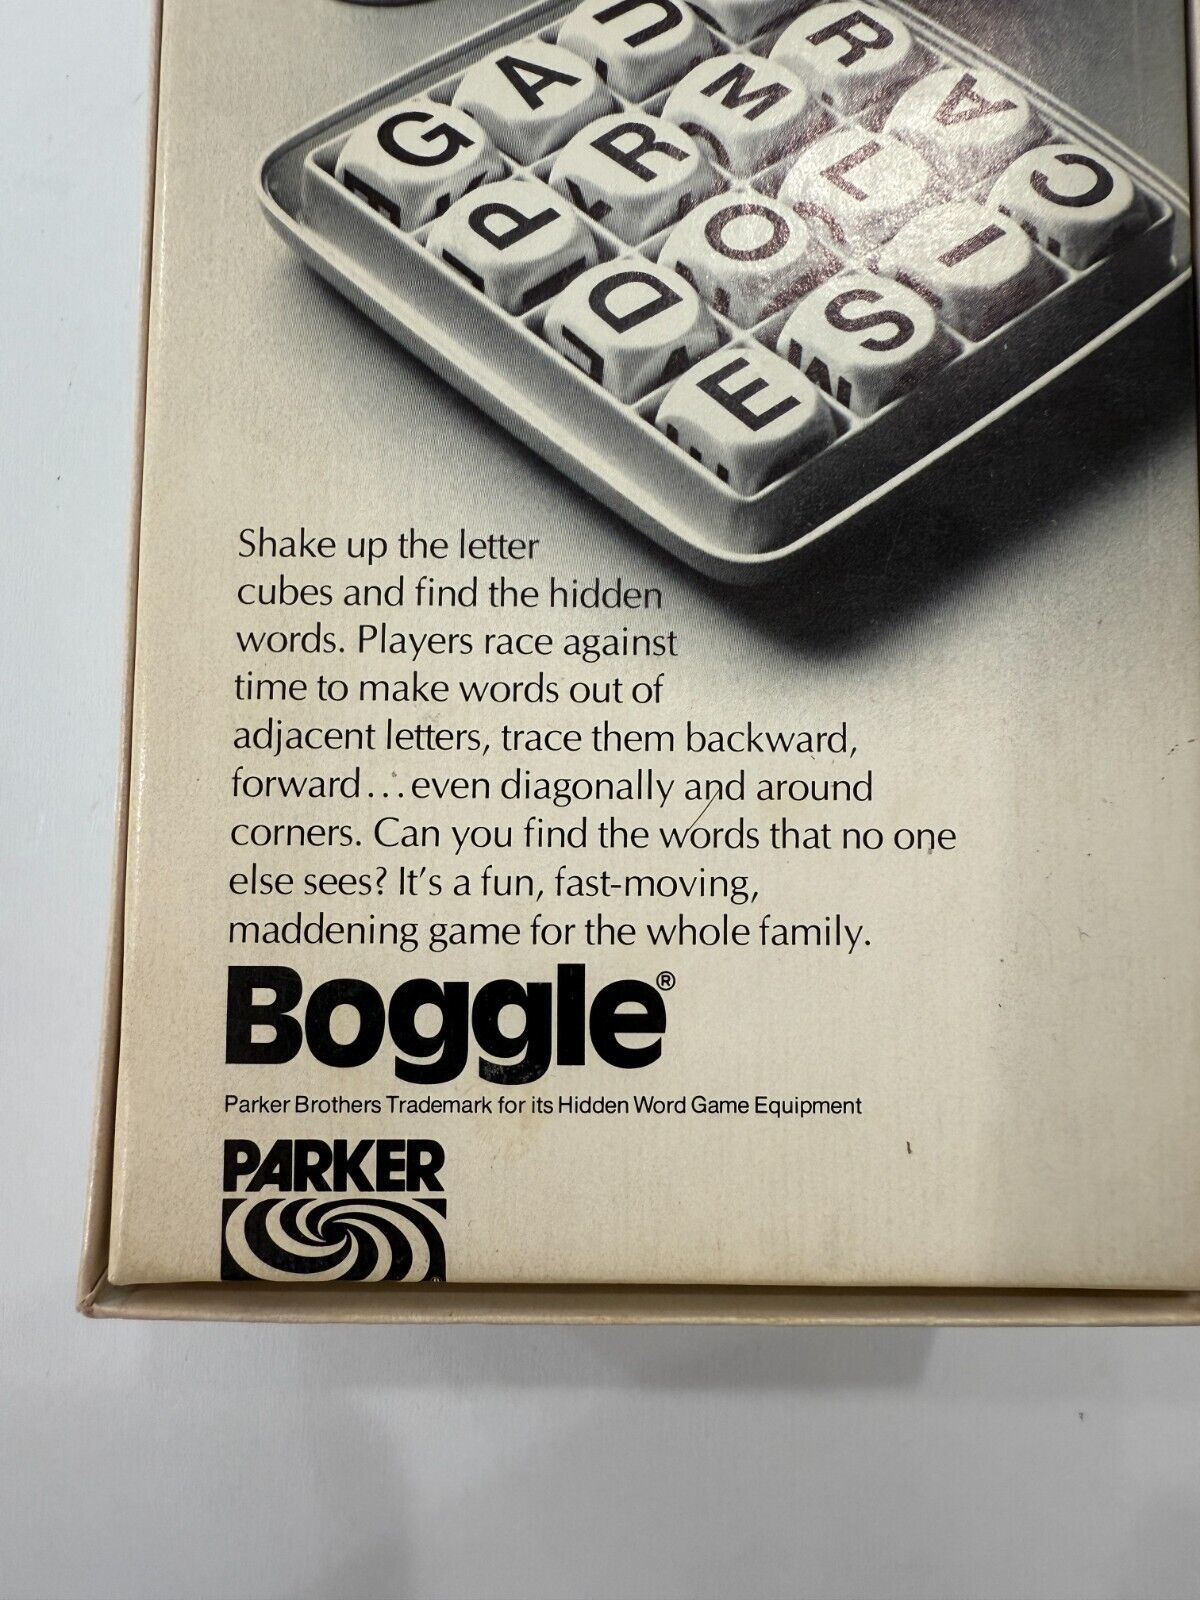 U R
A M A
G R L C
P O I
D S
E
Shake up the letter
cubes and find the hidden
words. Players race against
time to make words out of
adjacent letters, trace them backward,
forward...even diagonally and around
corners. Can you find the words that no one
else sees? It's a fun, fast-moving,
maddening game for the whole family.
Boggle®
Parker Brothers Trademark for its Hidden Word Game Equipment
PARKER